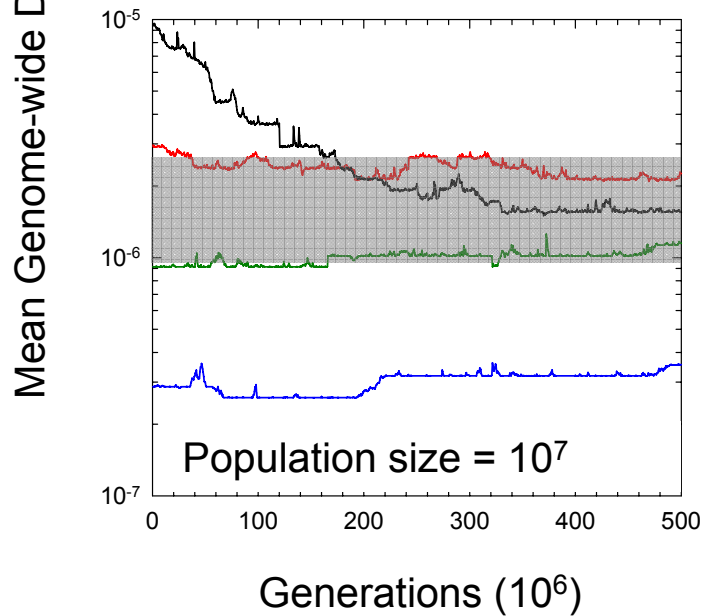 Mean Genome-wide
10⁻⁵
10⁻⁶
10⁻⁷
Population size = 10⁷
0 100 200 300 400 500
Generations (10⁶)